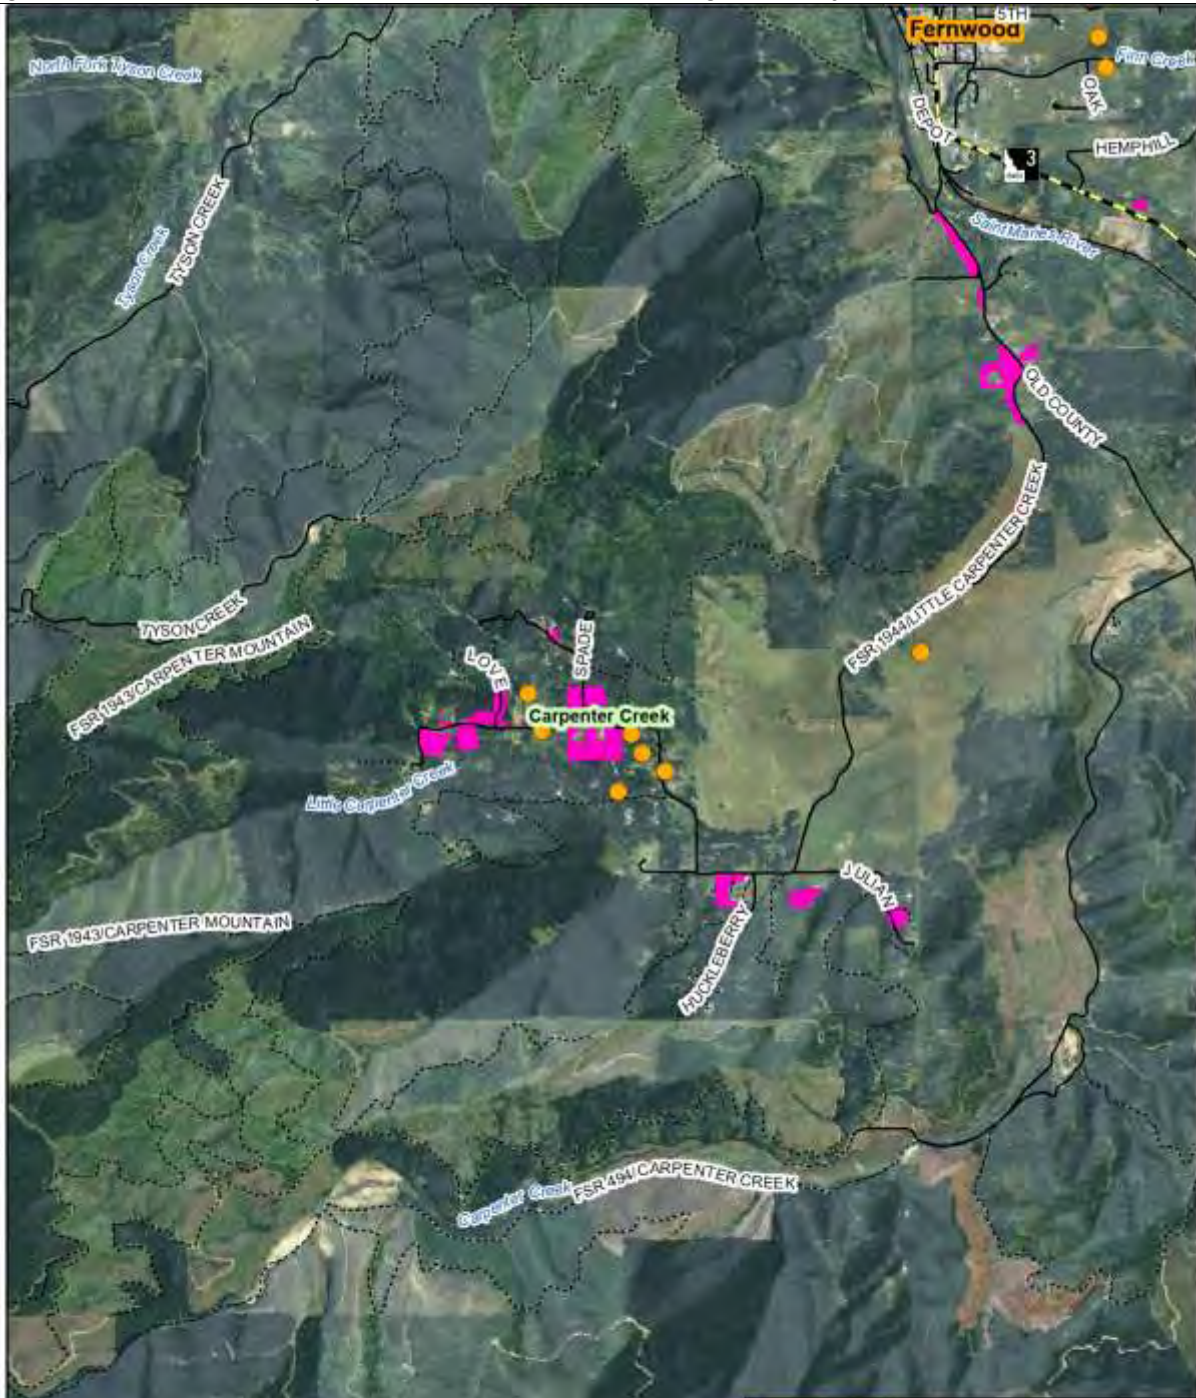 5TH
Fernwood
Finn Creek
North Fork Tyson Creek
OAK
DEPOT
HEMPHILL
3
TYSON CREEK
Tyson Creek
Saint Maries River
OLD COUNTY
FSR 1944/LITTLE CARPENTER CREEK
TYSON CREEK
FSR 1943/CARPENTER MOUNTAIN
SPADE
LOVE
Carpenter Creek
Little Carpenter Creek
JULIAN
FSR 1943/CARPENTER MOUNTAIN
HUCKLEBERRY
FSR 494/CARPENTER CREEK
Carpenter Creek